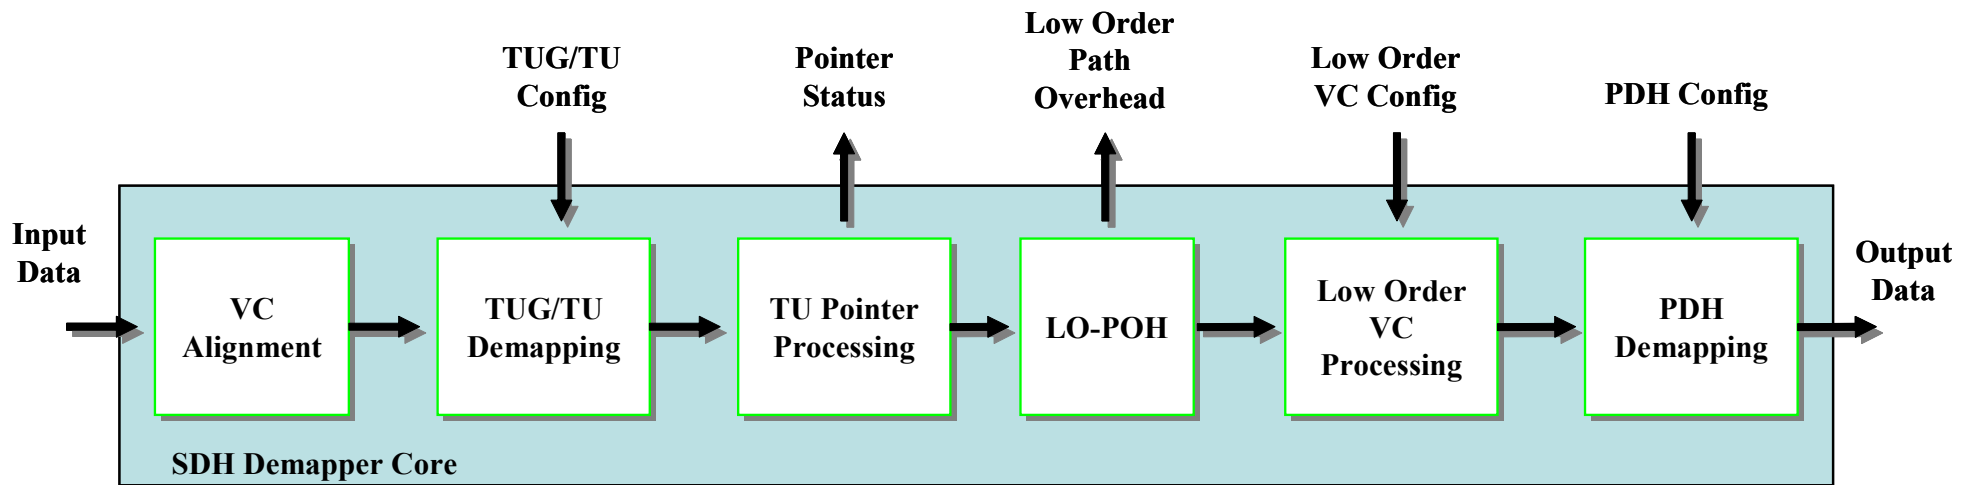 TUG/TU
Config
Pointer
Status
Low Order
Path
Overhead
Low Order
VC Config
PDH Config
Input
Data
VC
Alignment
TUG/TU
Demapping
TU Pointer
Processing
LO-POH
Low Order
VC
Processing
PDH
Demapping
Output
Data
SDH Demapper Core